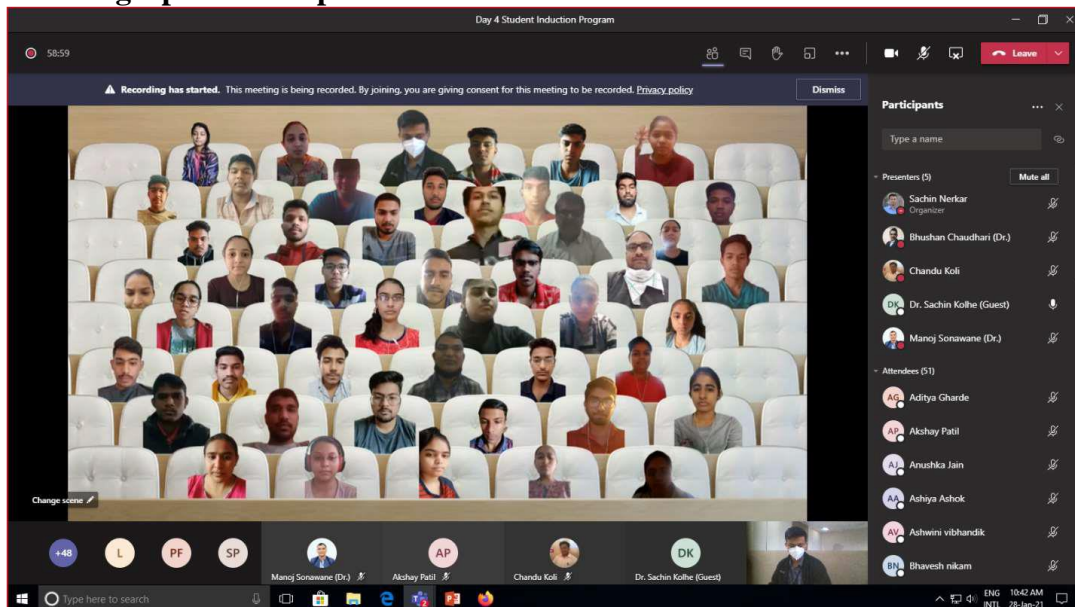 Day 4 Student Induction Program
58:59
Leave
Recording has started. This meeting is being recorded. By joining, you are giving consent for this meeting to be recorded. Privacy policy
Dismiss
Participants
Type a name
Presenters (5)
Mute all
Sachin Nerkar
Organizer
Bhushan Chaudhari (Dr.)
Chandu Koli
DK
Dr. Sachin Kolhe (Guest)
Manoj Sonawane (Dr.)
Attendees (51)
AG Aditya Gharde
AP Akshay Patil
AJ Anushka Jain
AA Ashiya Ashok
AV Ashwini vibhandik
BN Bhavesh nikam
Change scene
+48 L PF SP AP DK
Manoj Sonawane (Dr.) Akshay Patil Chandu Koli Dr. Sachin Kolhe (Guest)
Type here to search
ENG 10:42 AM
INTL 28-Jan-21